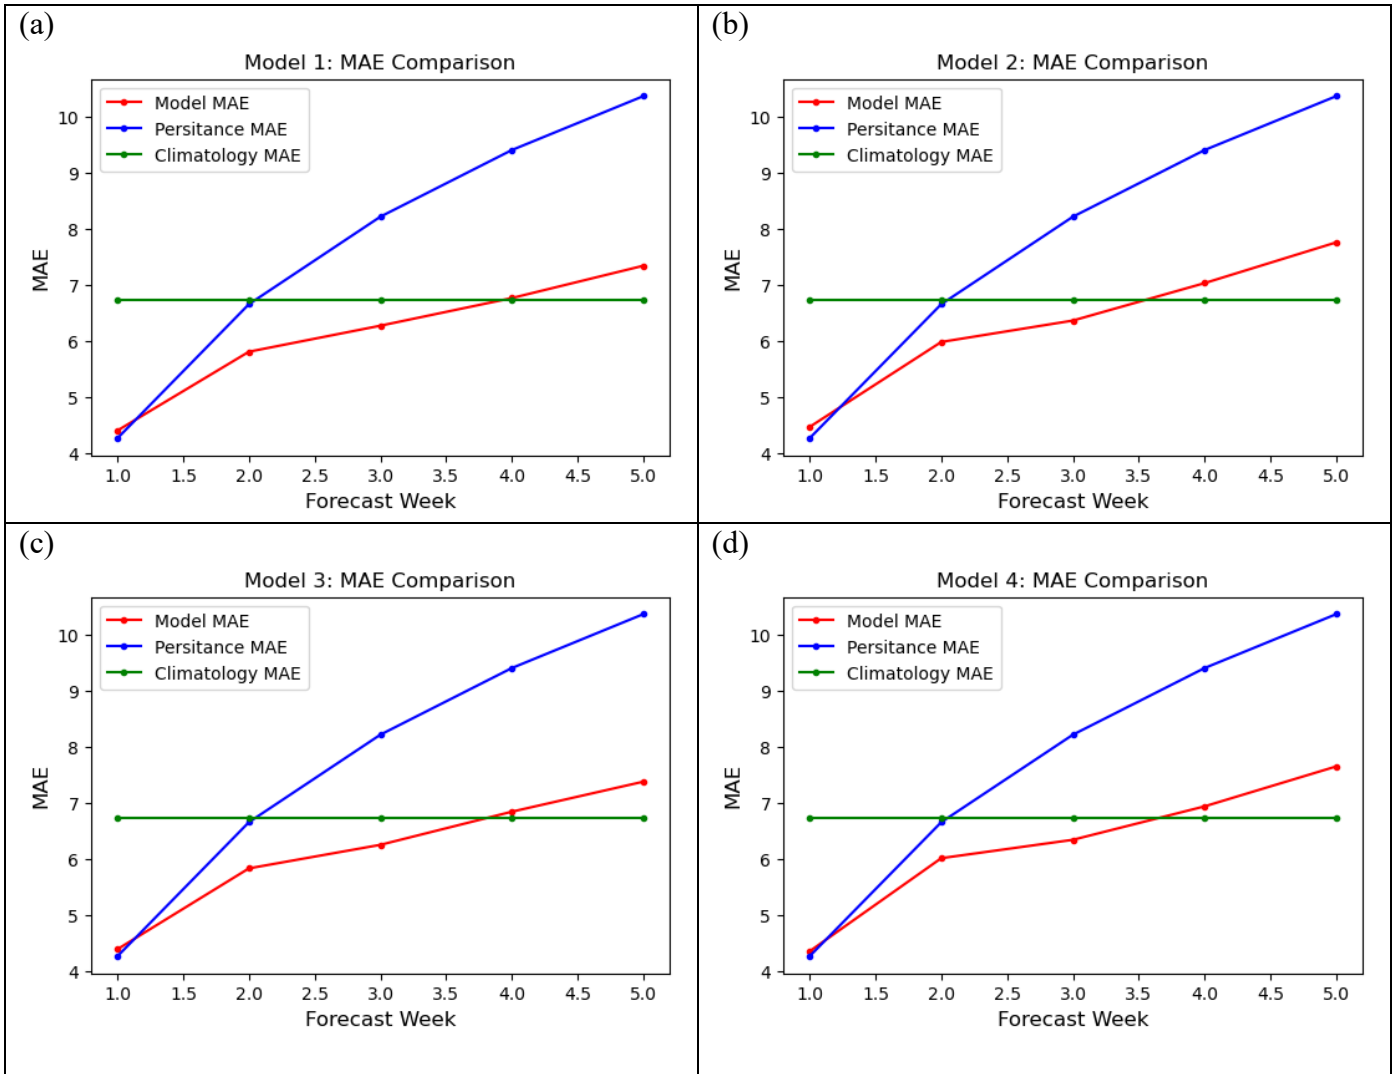 (a)
Model 1: MAE Comparison
Model MAE
Persitance MAE
Climatology MAE
10
9
8
7
6
5
4
MAE
1.0 1.5 2.0 2.5 3.0 3.5 4.0 4.5 5.0
Forecast Week
(b)
Model 2: MAE Comparison
Model MAE
Persitance MAE
Climatology MAE
10
9
8
7
6
5
4
MAE
1.0 1.5 2.0 2.5 3.0 3.5 4.0 4.5 5.0
Forecast Week
(c)
Model 3: MAE Comparison
Model MAE
Persitance MAE
Climatology MAE
10
9
8
7
6
5
4
MAE
1.0 1.5 2.0 2.5 3.0 3.5 4.0 4.5 5.0
Forecast Week
(d)
Model 4: MAE Comparison
Model MAE
Persitance MAE
Climatology MAE
10
9
8
7
6
5
4
MAE
1.0 1.5 2.0 2.5 3.0 3.5 4.0 4.5 5.0
Forecast Week